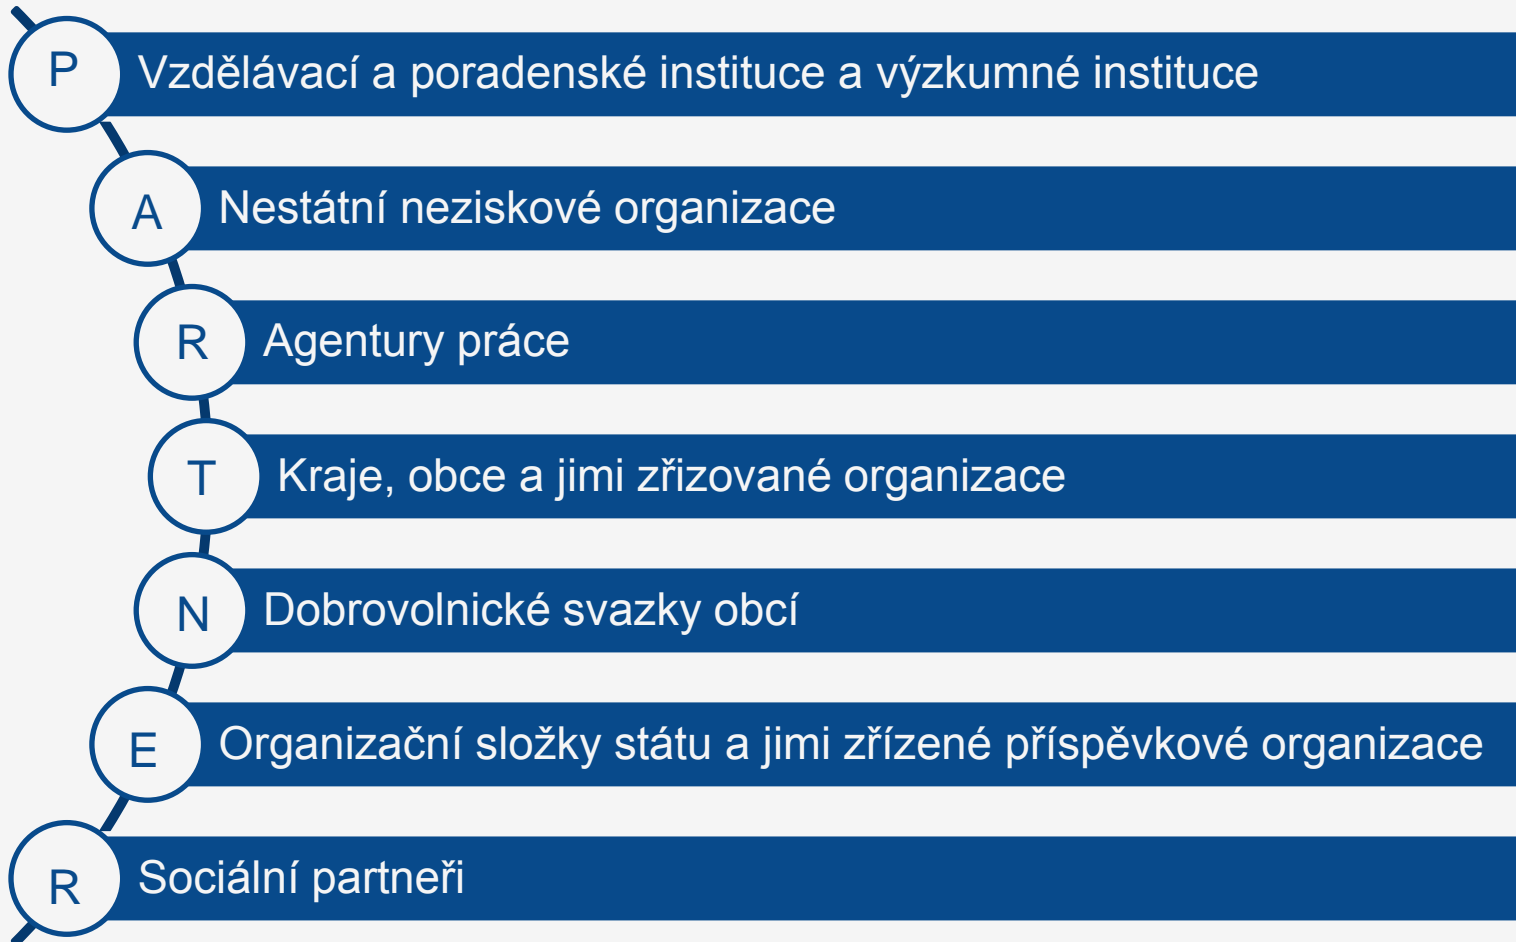 P Vzdělávací a poradenské instituce a výzkumné instituce
A Nestátní neziskové organizace
R Agentury práce
T Kraje, obce a jimi zřizované organizace
N Dobrovolnické svazky obcí
E Organizační složky státu a jimi zřízené příspěvkové organizace
R Sociální partneři